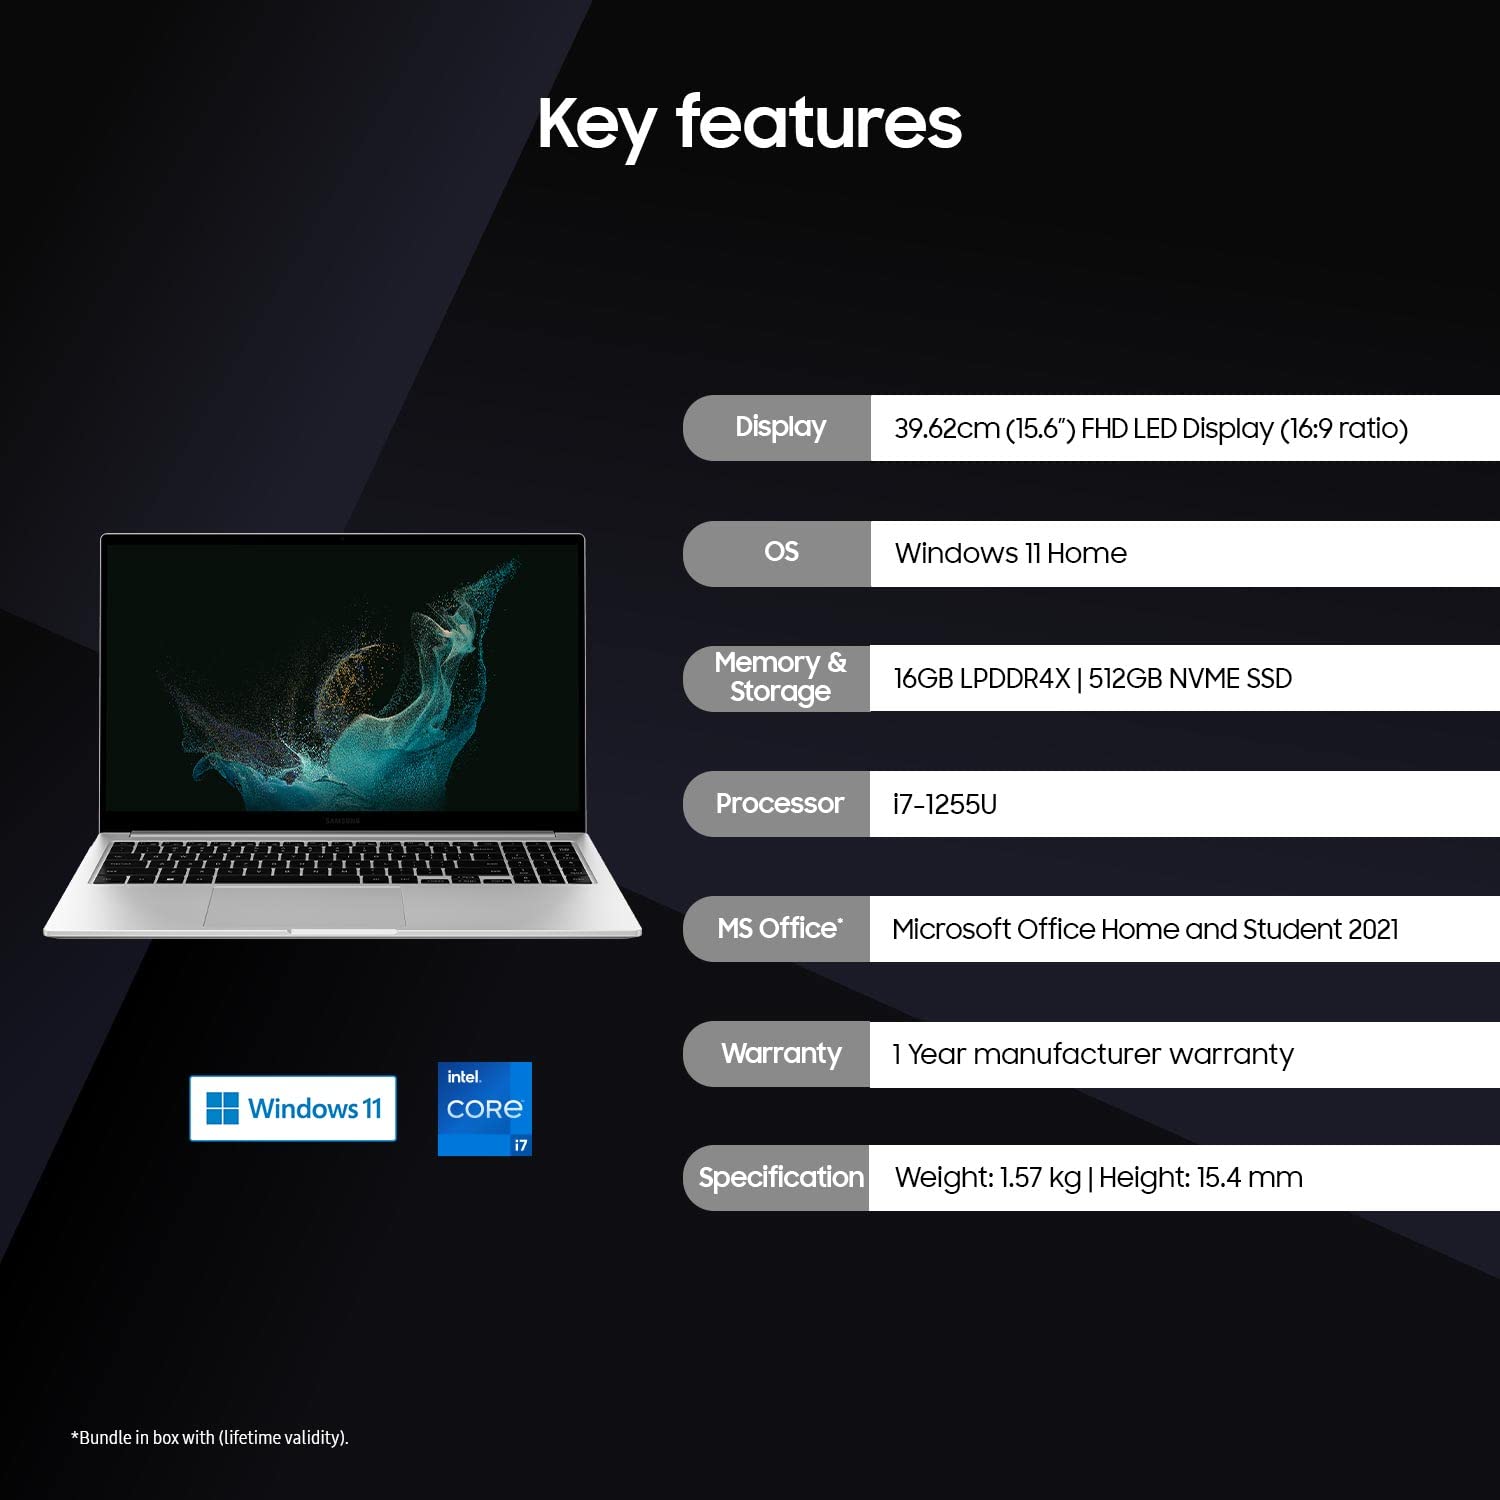 Key features
Display
39.62cm (15.6”) FHD LED Display (16:9 ratio)
OS
Windows 11 Home
Memory &
Storage
16GB LPDDR4X | 512GB NVME SSD
Processor
i7-1255U
MS Office*
Microsoft Office Home and Student 2021
Warranty
1 Year manufacturer warranty
Specification
Weight: 1.57 kg | Height: 15.4 mm
SAMSUNG
Windows 11
intel.
CORE™
i7
*Bundle in box with (lifetime validity).